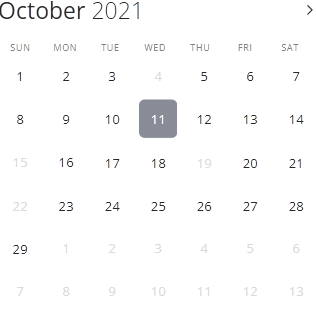 October 2021
SUN MON TUE WED THU FRI SAT
1 2 3 4 5 6 7
8 9 10 11 12 13 14
15 16 17 18 19 20 21
22 23 24 25 26 27 28
29 1 2 3 4 5 6
7 8 9 10 11 12 13